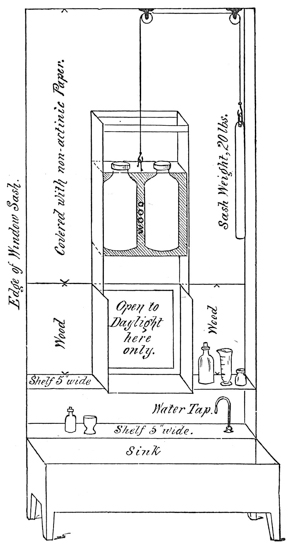 Edge of Window Sash.
Covered with non-actinic Paper.
WOOD
Sash Weight, 20 lbs.
Wood
Open to
Daylight
here
only.
Wood
Shelf 5" wide
Water Tap.
Shelf 5" wide.
Sink